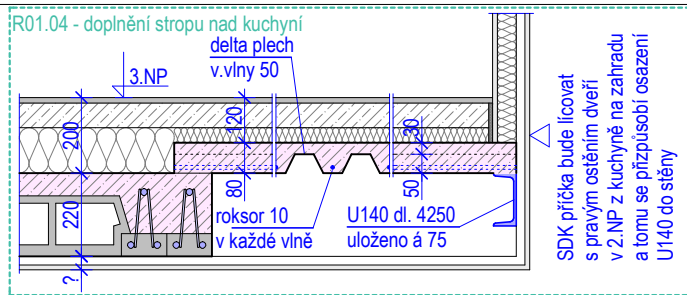 R01.04 - doplnění stropu nad kuchyní
delta plech
v.vlny 50
3.NP
200
120
30
80
50
220
?
roksor 10
v každé vlně
U140 dl. 4250
uloženo á 75
SDK příčka bude lícovat
s pravým ostěním dveří
v 2.NP z kuchyně na zahradu
a tomu se přizpůsobí osazení
U140 do stěny